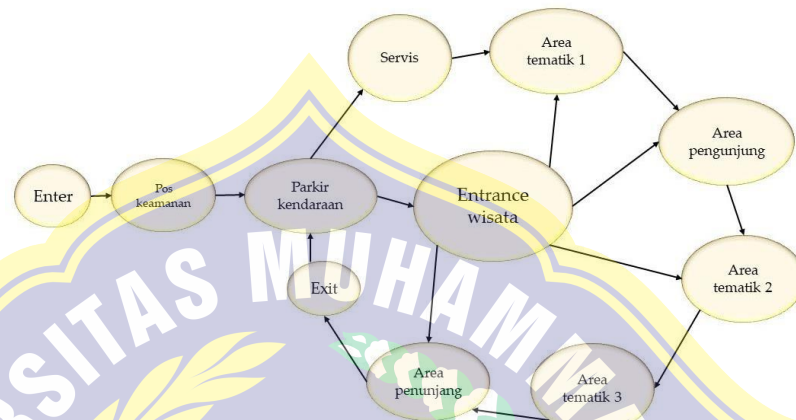 Servis
Area
tematik 1
Area
pengunjung
Enter
Pos
keamanan
Parkir
kendaraan
Entrance
wisata
Area
tematik 2
Exit
Area
penunjang
Area
tematik 3
SITAS MUHAMM